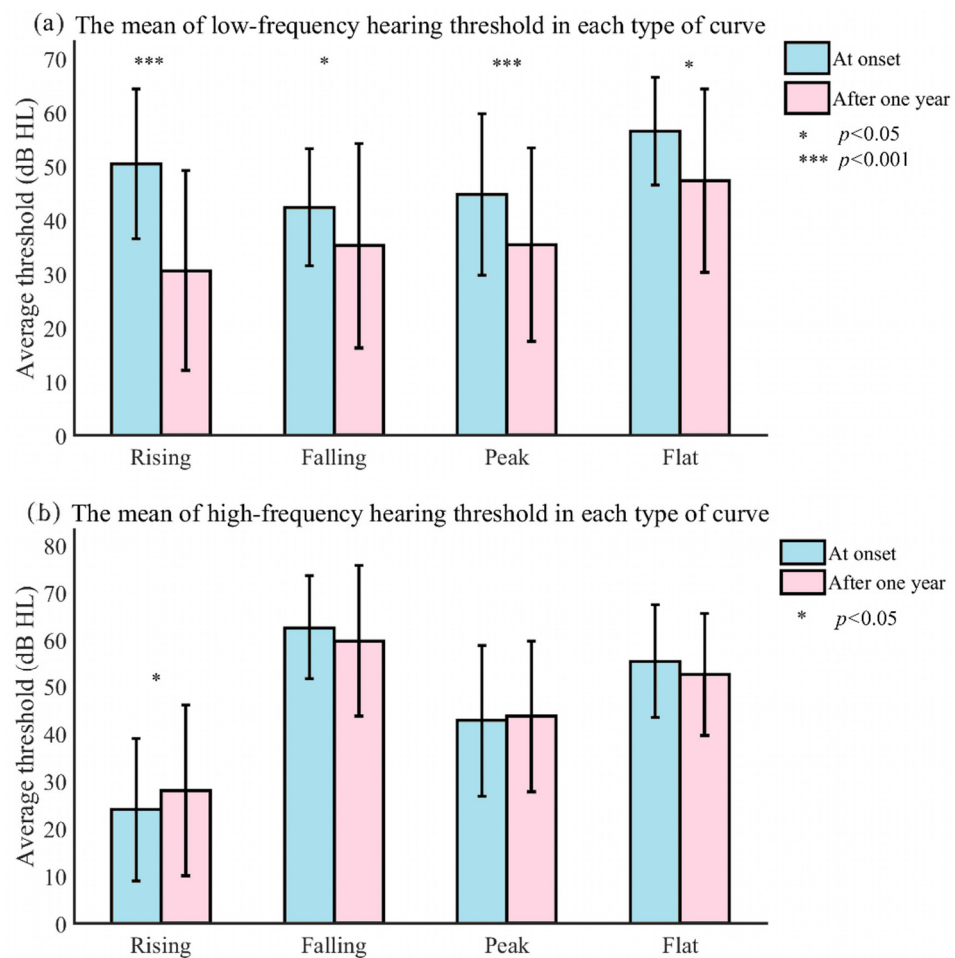 (a) The mean of low-frequency hearing threshold in each type of curve
Average threshold (dB HL)
70
60
50
40
30
20
10
0
*** * *** *
Rising Falling Peak Flat
At onset
After one year
* p<0.05
*** p<0.001
(b) The mean of high-frequency hearing threshold in each type of curve
Average threshold (dB HL)
80
70
60
50
40
30
20
10
0
*
Rising Falling Peak Flat
At onset
After one year
* p<0.05